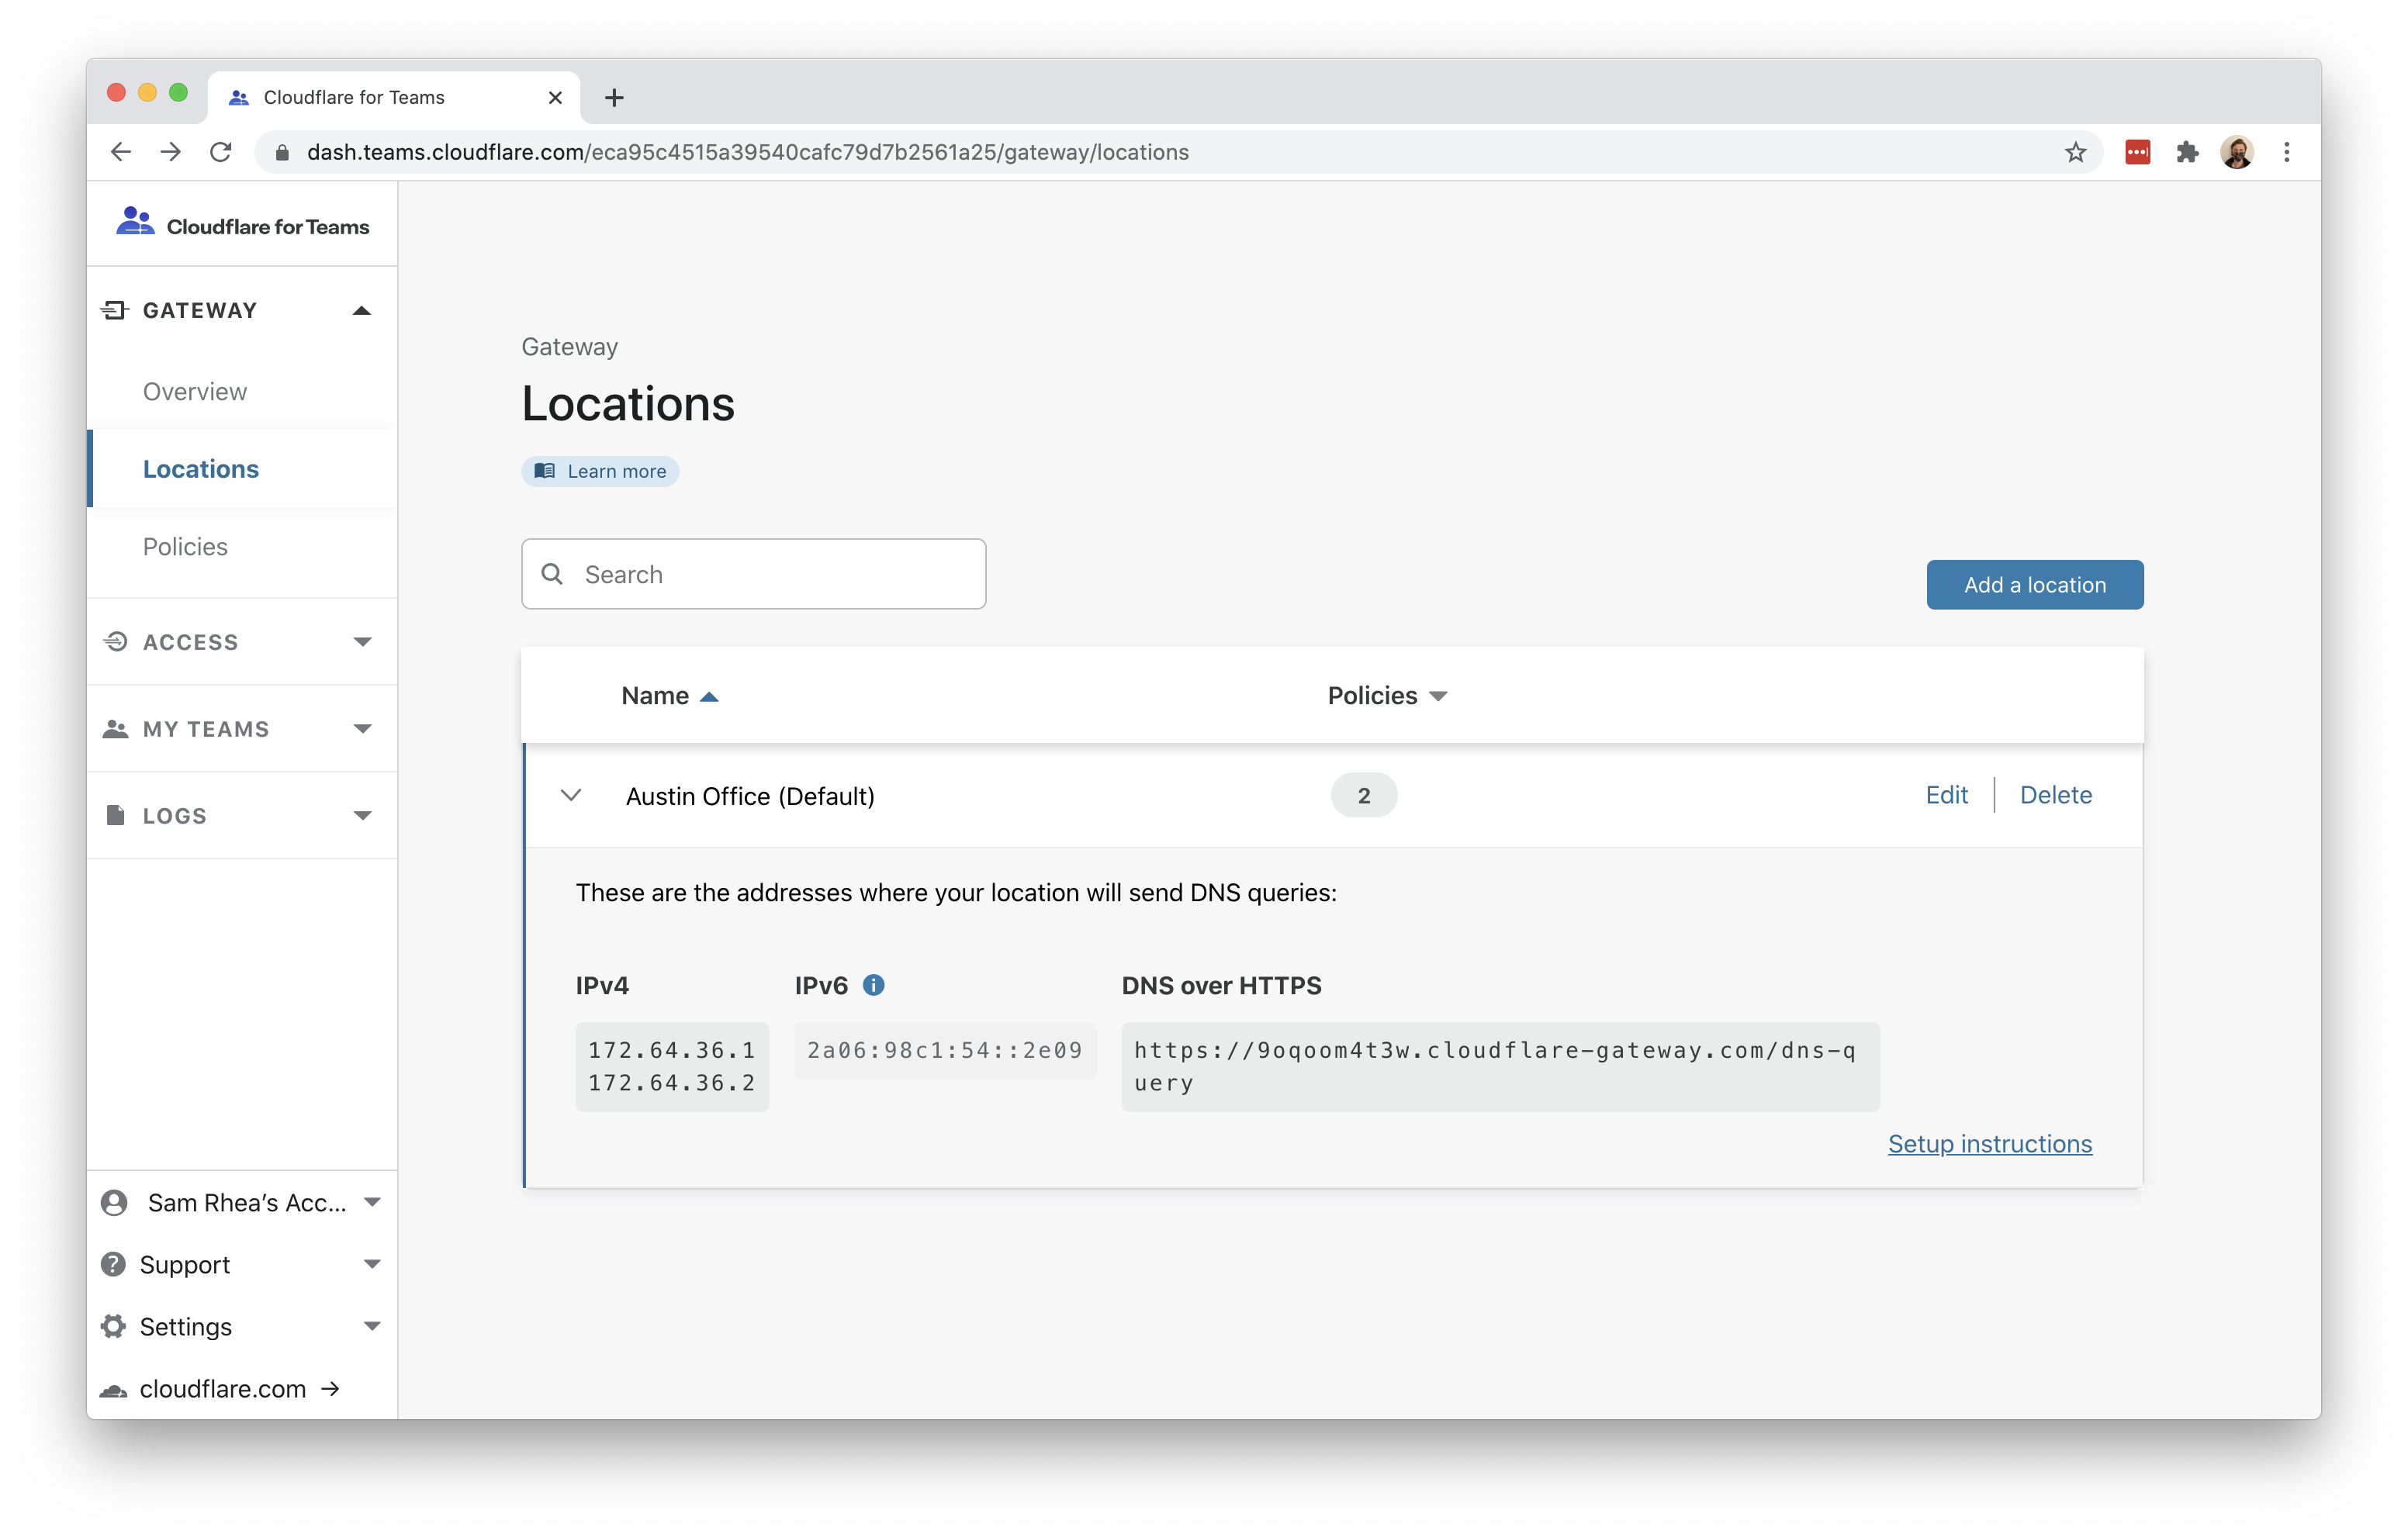 Cloudflare for Teams
dash.teams.cloudflare.com/eca95c4515a39540cafc79d7b2561a25/gateway/locations
Cloudflare for Teams
GATEWAY
Overview
Locations
Policies
ACCESS
MY TEAMS
LOGS
Sam Rhea’s Acc...
Support
Settings
cloudflare.com →
Gateway
Locations
Learn more
Search
Add a location
Name Policies
Austin Office (Default) 2 Edit Delete
These are the addresses where your location will send DNS queries:
IPv4 IPv6 DNS over HTTPS
172.64.36.1 2a06:98c1:54::2e09 https://9oqoom4t3w.cloudflare-gateway.com/dns-q
172.64.36.2 uery
Setup instructions